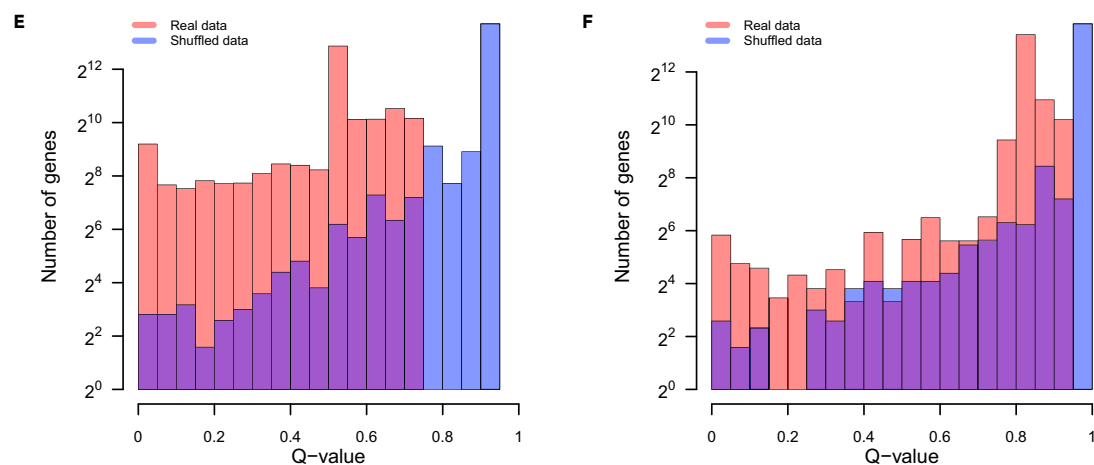 E
Real data
Shuffled data
Number of genes
2^12
2^10
2^8
2^6
2^4
2^2
2^0
0 0.2 0.4 0.6 0.8 1
Q−value
F
Real data
Shuffled data
Number of genes
2^12
2^10
2^8
2^6
2^4
2^2
2^0
0 0.2 0.4 0.6 0.8 1
Q−value